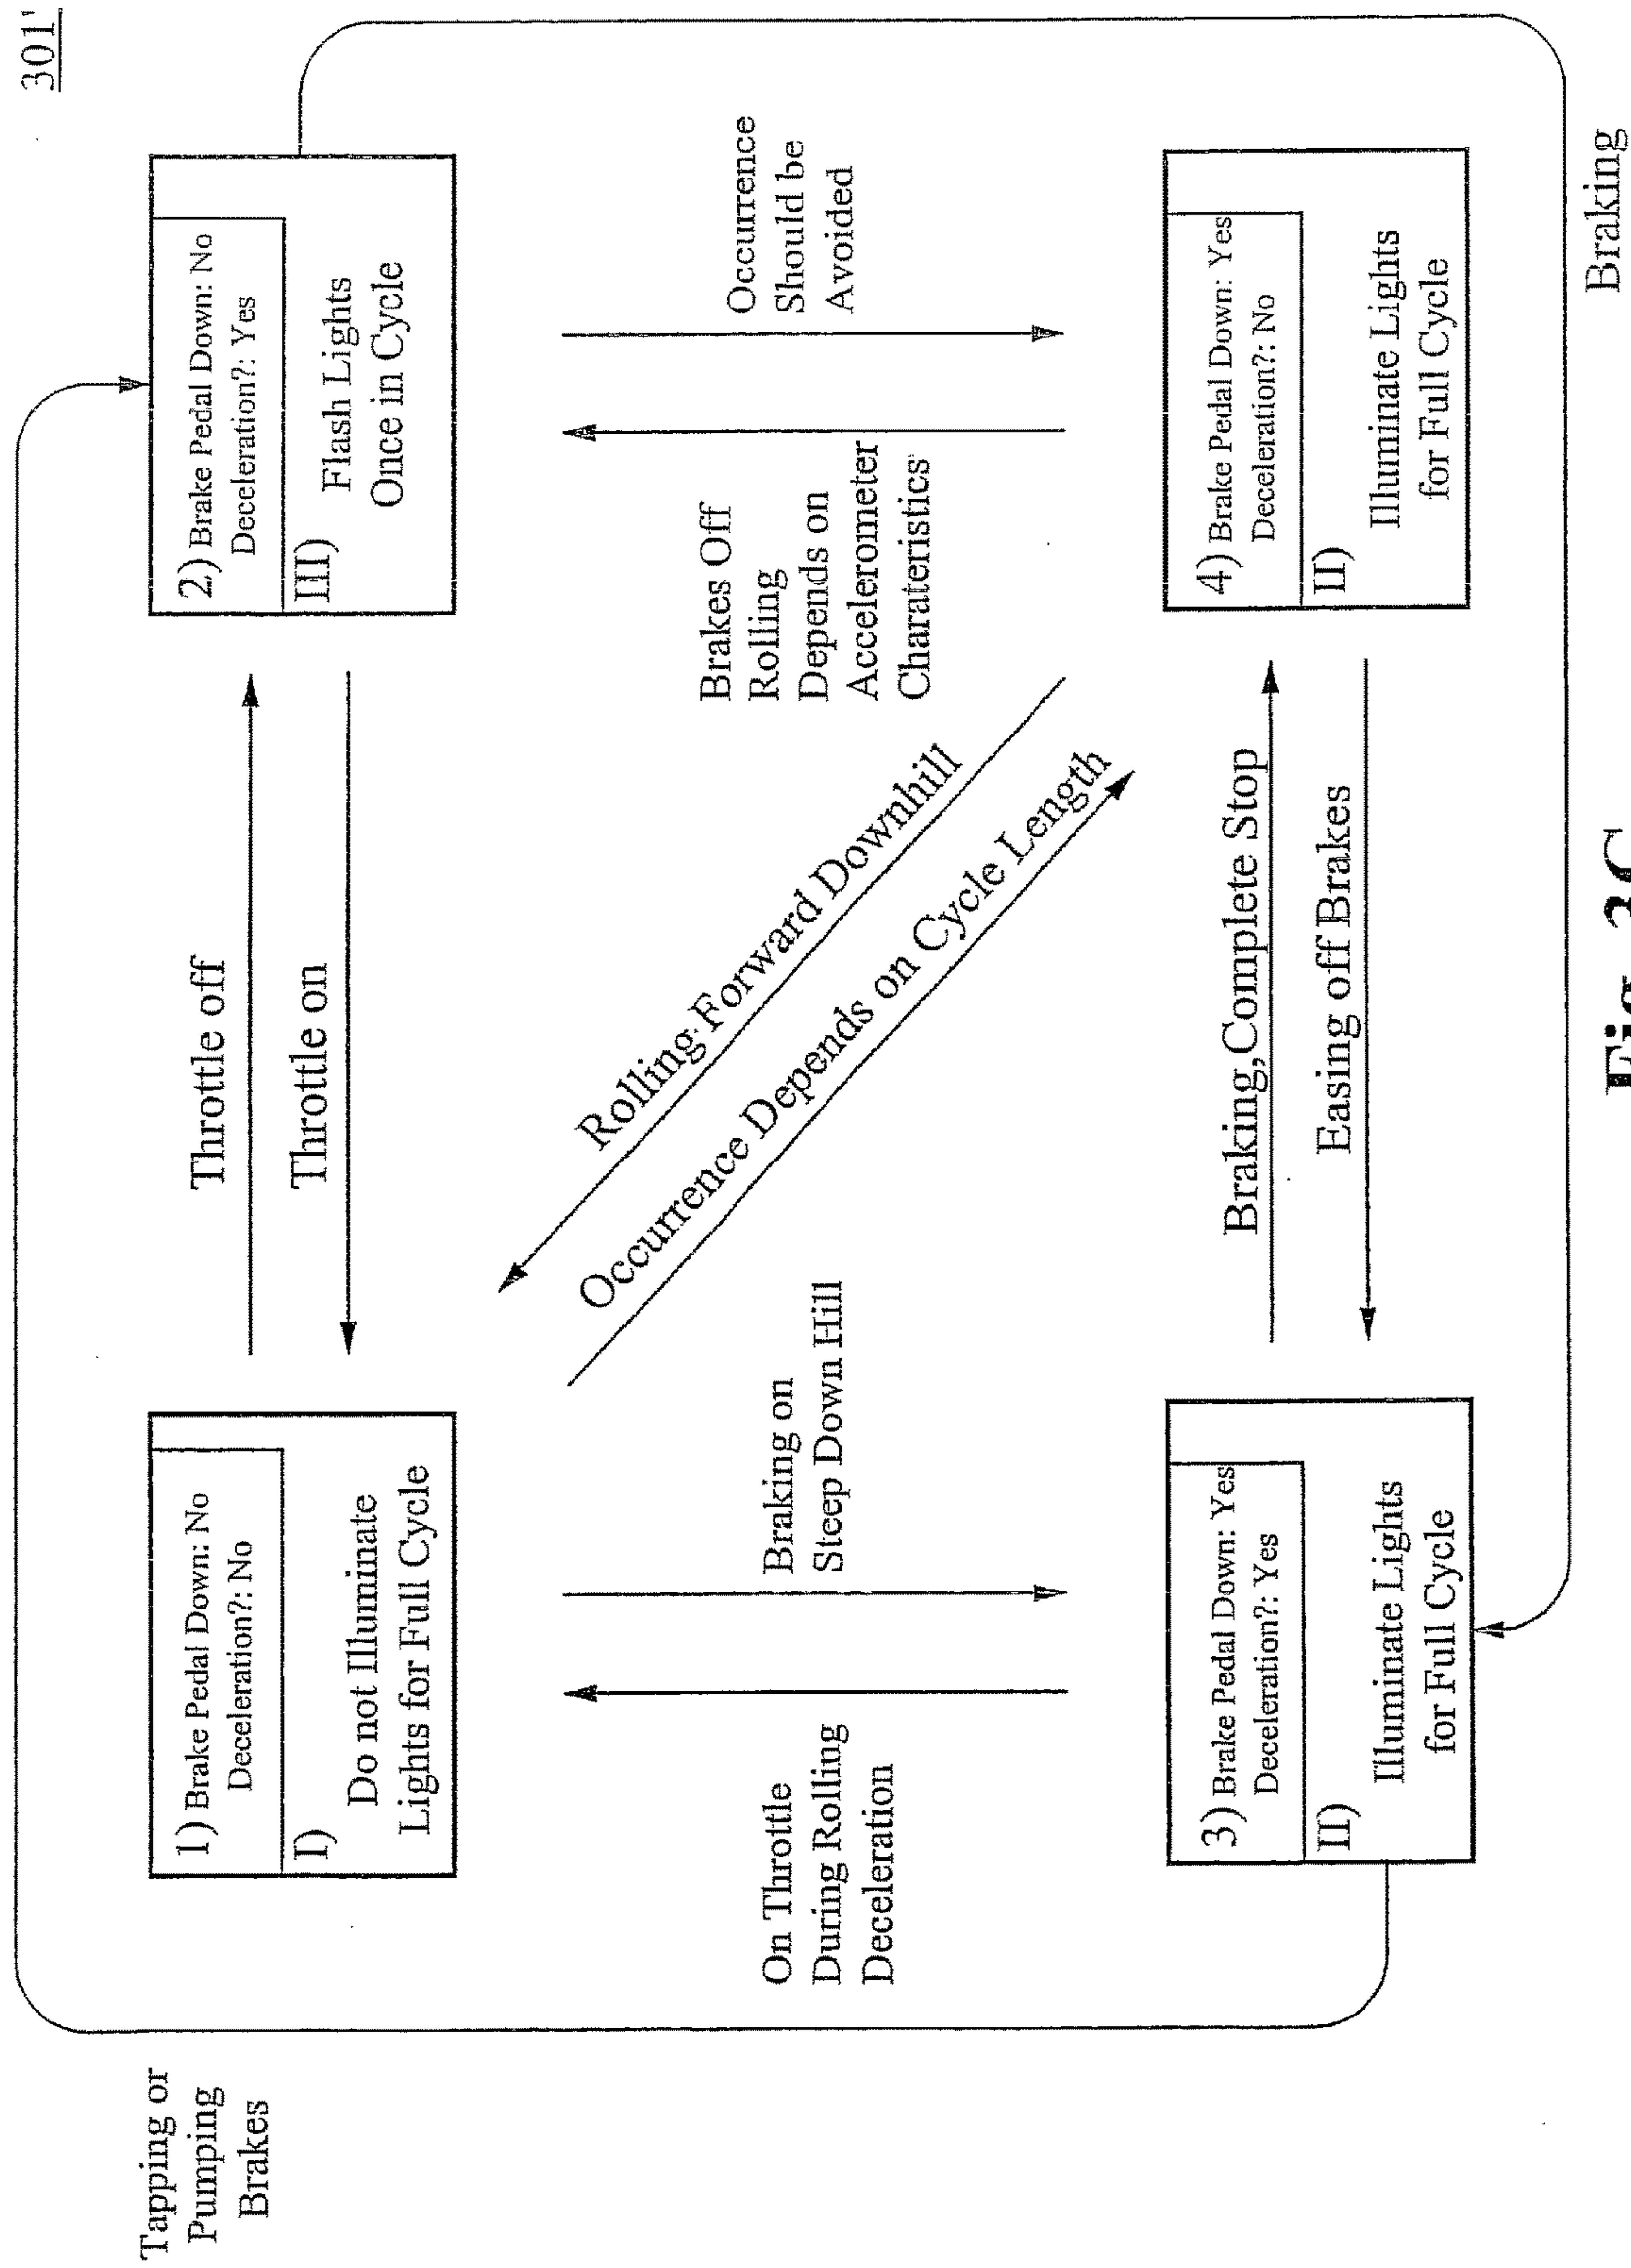 301'
Tapping or
Pumping
Brakes
1) Brake Pedal Down: No
Deceleration?: No
I)
Do not Illuminate
Lights for Full Cycle
Throttle off
Throttle on
2) Brake Pedal Down: No
Deceleration?: Yes
III)
Flash Lights
Once in Cycle
On Throttle
During Rolling
Deceleration
Braking on
Steep Down Hill
Rolling Forward Downhill
Occurrence Depends on Cycle Length
Brakes Off
Rolling
Depends on
Accelerometer
Charateristics
Occurrence
Should be
Avoided
3) Brake Pedal Down: Yes
Deceleration?: Yes
II)
Illuminate Lights
for Full Cycle
Braking,Complete Stop
Easing off Brakes
4) Brake Pedal Down: Yes
Deceleration?: No
II)
Illuminate Lights
for Full Cycle
Braking
Fig. 3C